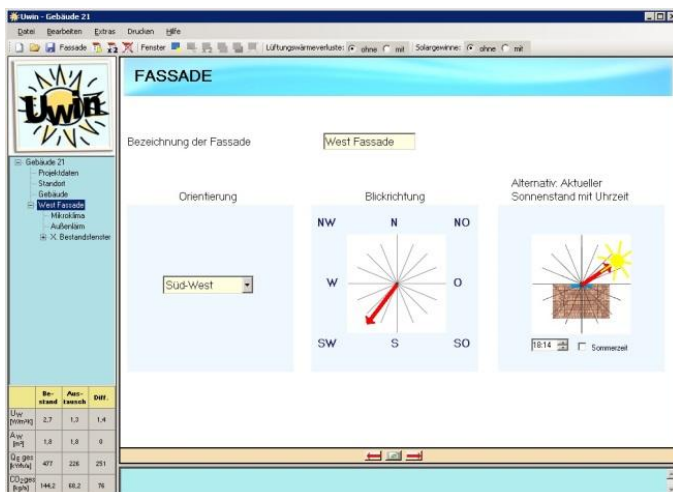 Uwin - Gebäude 21
Datei Bearbeiten Extras Drucken Hilfe
Fassade Fenster Lüftungswärmeverluste: ohne mit Solargewinne: ohne mit
Uwin
FASSADE
Bezeichnung der Fassade West Fassade
Gebäude 21
Projektdaten
Standort
Gebäude
West Fassade
Mikroklima
Außenlärm
X. Bestandsfenster
Orientierung
Süd-West
Blickrichtung
NW N NO
W O
SW S SO
Alternativ: Aktueller
Sonnenstand mit Uhrzeit
18:14 Sommerzeit
Be-stand Aus-tausch Diff.
Uw [W/m²K] 2,7 1,3 1,4
Aw [m²] 1,8 1,8 0
ges 477 226 251
CO2ges [kg/a] 144,2 68,2 76